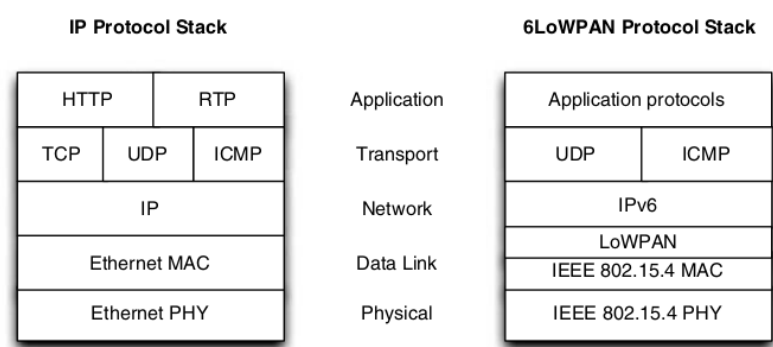 IP Protocol Stack
6LoWPAN Protocol Stack
HTTP RTP Application Application protocols
TCP UDP ICMP Transport UDP ICMP
IP Network IPv6
LoWPAN
Ethernet MAC Data Link IEEE 802.15.4 MAC
Ethernet PHY Physical IEEE 802.15.4 PHY